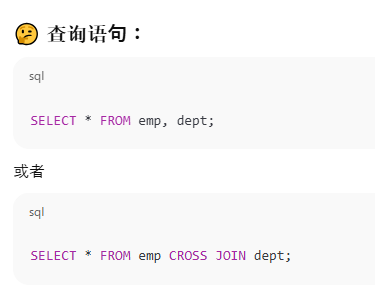 🤔 查询语句：
sql
SELECT * FROM emp, dept;
或者
sql
SELECT * FROM emp CROSS JOIN dept;